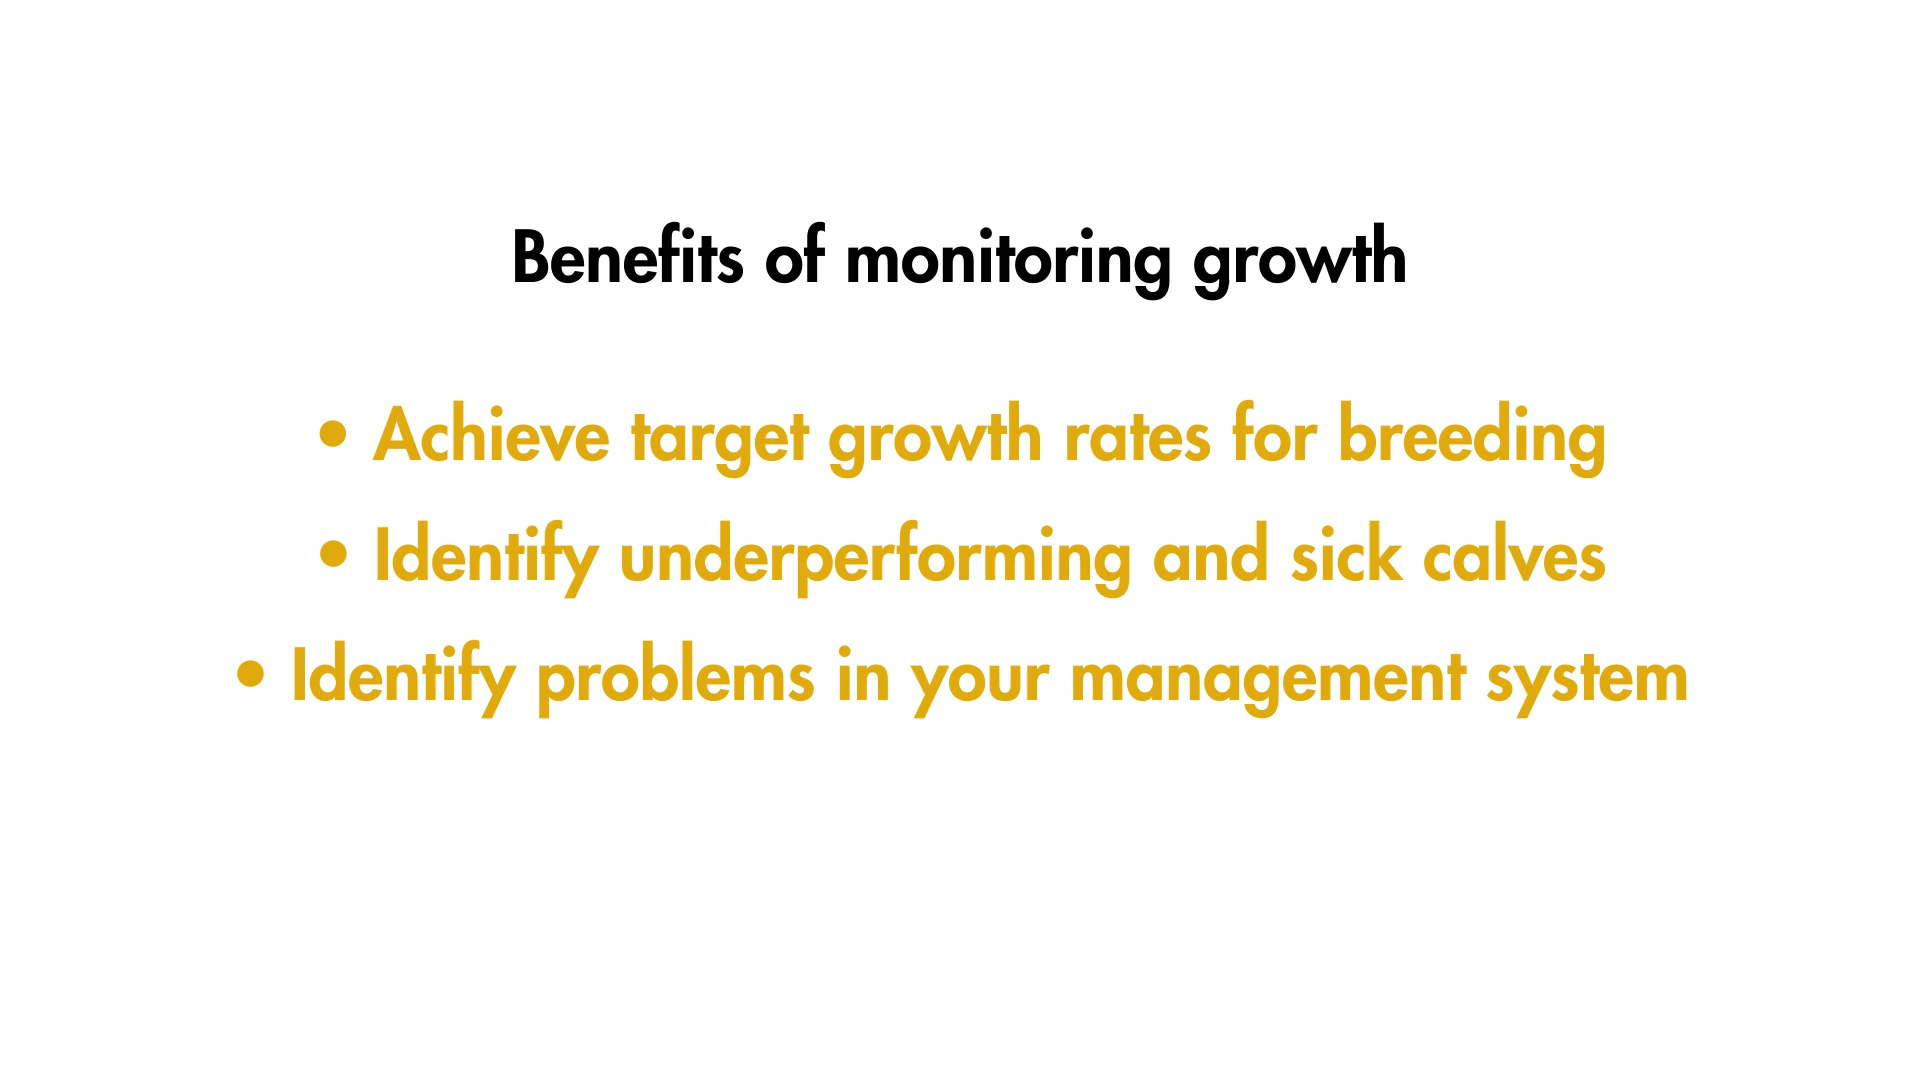 Benefits of monitoring growth
• Achieve target growth rates for breeding
• Identify underperforming and sick calves
• Identify problems in your management system